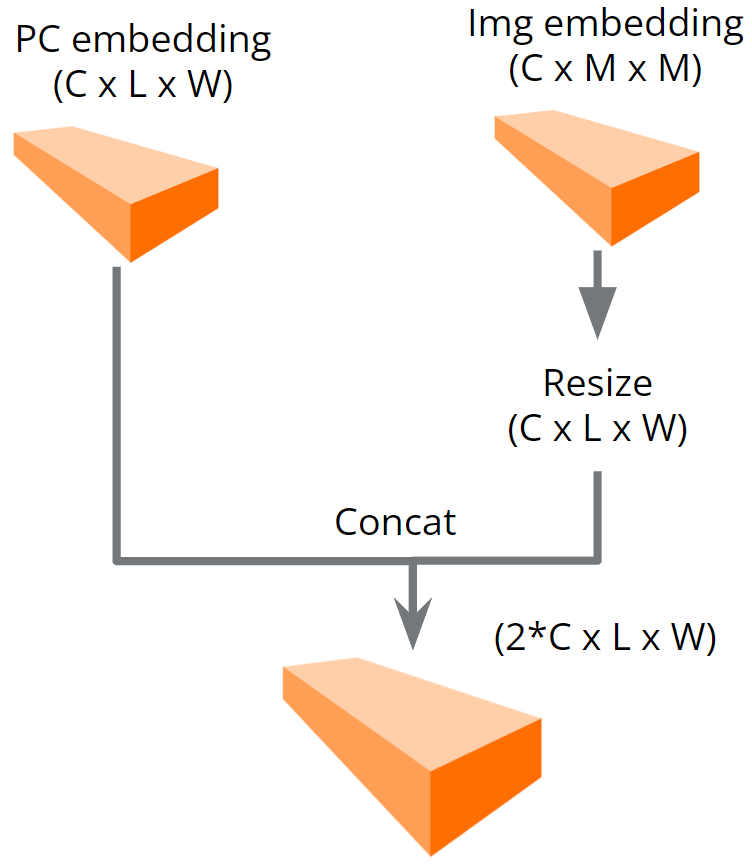 PC embedding
(C x L x W)
Img embedding
(C x M x M)
Resize
(C x L x W)
Concat
(2*C x L x W)